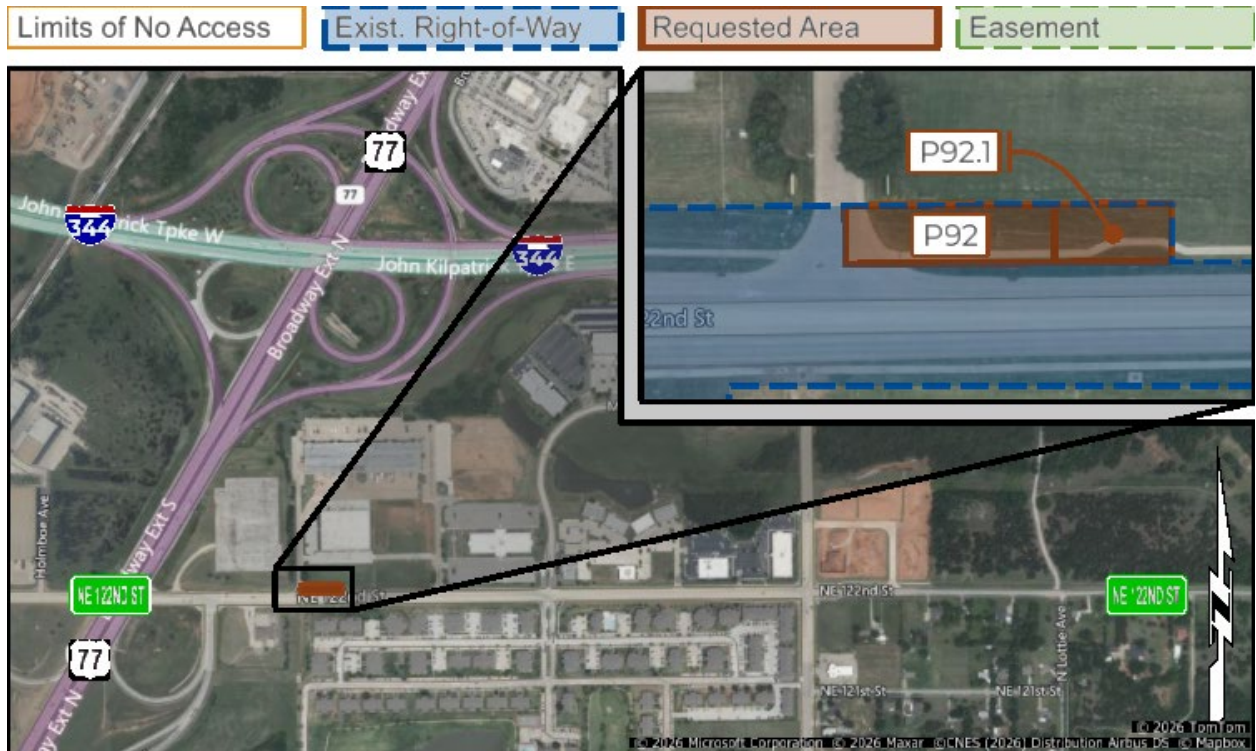 Limits of No Access
Exist. Right-of-Way
Requested Area
Easement
Broadway Ext
77
77
344
John
rick Tpke W
344
John Kilpatrick
E
Broadway Ext N
P92.1
P92
22nd St
Holmboe Ave
way Ext S
NE 122ND ST
NE 122nd St
NE 122nd St
NE 122ND ST
N Lottie Ave
77
Ext N
NE 121st St
NE 121st St
© 2026 TomTom
© 2026 Microsoft Corporation © 2026 Maxar ©CNES (2026) Distribution Airbus DS © Mapbox